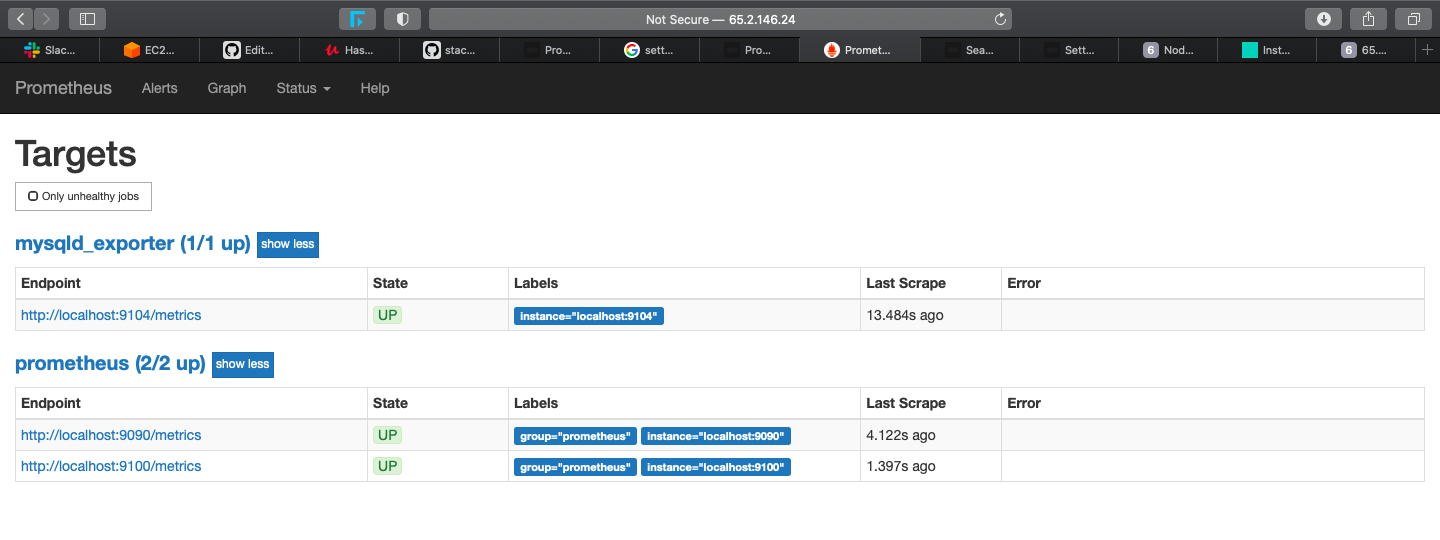 Not Secure — 65.2.146.24
Slac... EC2... Edit... Has... stac... Pro... sett... Pro... Promet... Sea... Sett... 6 Nod... Inst... 6 65....
Prometheus Alerts Graph Status Help
Targets
Only unhealthy jobs
mysqld_exporter (1/1 up) show less
Endpoint State Labels Last Scrape Error
http://localhost:9104/metrics UP instance="localhost:9104" 13.484s ago
prometheus (2/2 up) show less
Endpoint State Labels Last Scrape Error
http://localhost:9090/metrics UP group="prometheus" instance="localhost:9090" 4.122s ago
http://localhost:9100/metrics UP group="prometheus" instance="localhost:9100" 1.397s ago